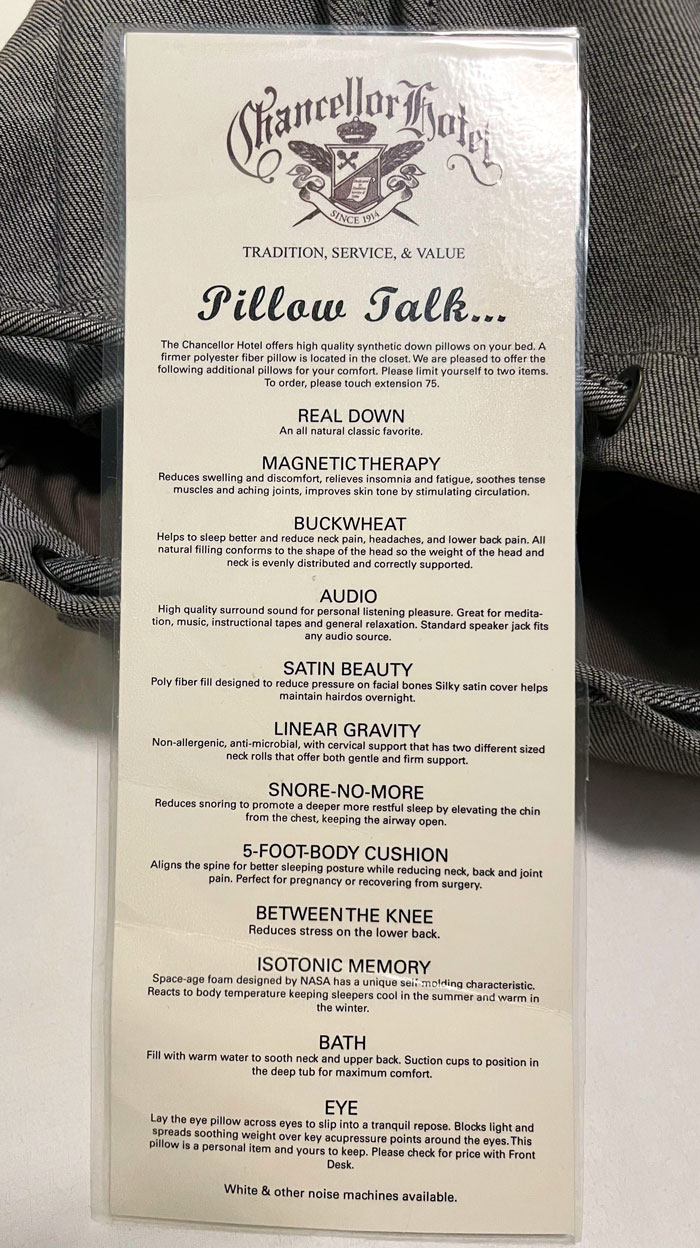 Chancellor Hotel
SINCE 1914
TRADITION, SERVICE, & VALUE
Pillow Talk...
The Chancellor Hotel offers high quality synthetic down pillows on your bed. A
firmer polyester fiber pillow is located in the closet. We are pleased to offer the
following additional pillows for your comfort. Please limit yourself to two items.
To order, please touch extension 75.
REAL DOWN
An all natural classic favorite.
MAGNETIC THERAPY
Reduces swelling and discomfort, relieves insomnia and fatigue, soothes tense
muscles and aching joints, improves skin tone by stimulating circulation.
BUCKWHEAT
Helps to sleep better and reduce neck pain, headaches, and lower back pain. All
natural filling conforms to the shape of the head so the weight of the head and
neck is evenly distributed and correctly supported.
AUDIO
High quality surround sound for personal listening pleasure. Great for medita-
tion, music, instructional tapes and general relaxation. Standard speaker jack fits
any audio source.
SATIN BEAUTY
Poly fiber fill designed to reduce pressure on facial bones Silky satin cover helps
maintain hairdos overnight.
LINEAR GRAVITY
Non-allergenic, anti-microbial, with cervical support that has two different sized
neck rolls that offer both gentle and firm support.
SNORE-NO-MORE
Reduces snoring to promote a deeper more restful sleep by elevating the chin
from the chest, keeping the airway open.
5-FOOT-BODY CUSHION
Aligns the spine for better sleeping posture while reducing neck, back and joint
pain. Perfect for pregnancy or recovering from surgery.
BETWEEN THE KNEE
Reduces stress on the lower back.
ISOTONIC MEMORY
Space-age foam designed by NASA has a unique self-molding characteristic.
Reacts to body temperature keeping sleepers cool in the summer and warm in
the winter.
BATH
Fill with warm water to sooth neck and upper back. Suction cups to position in
the deep tub for maximum comfort.
EYE
Lay the eye pillow across eyes to slip into a tranquil repose. Blocks light and
spreads soothing weight over key acupressure points around the eyes. This
pillow is a personal item and yours to keep. Please check for price with Front
Desk.
White & other noise machines available.